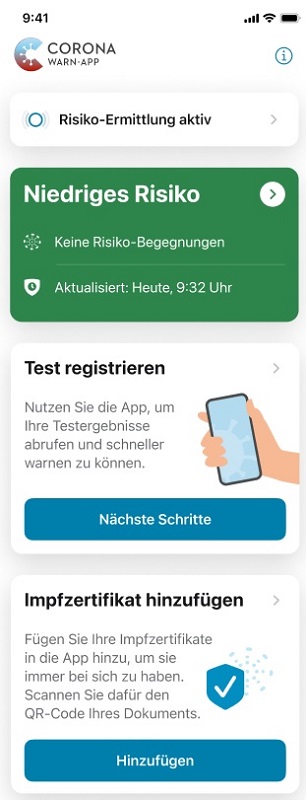 9:41
CORONA
WARN-APP
Risiko-Ermittlung aktiv
Niedriges Risiko
Keine Risiko-Begegnungen
Aktualisiert: Heute, 9:32 Uhr
Test registrieren
Nutzen Sie die App, um
Ihre Testergebnisse
abrufen und schneller
warnen zu können.
Nächste Schritte
Impfzertifikat hinzufügen
Fügen Sie Ihre Impfzertifikate
in die App hinzu, um sie
immer bei sich zu haben.
Scannen Sie dafür den
QR-Code Ihres Dokuments.
Hinzufügen